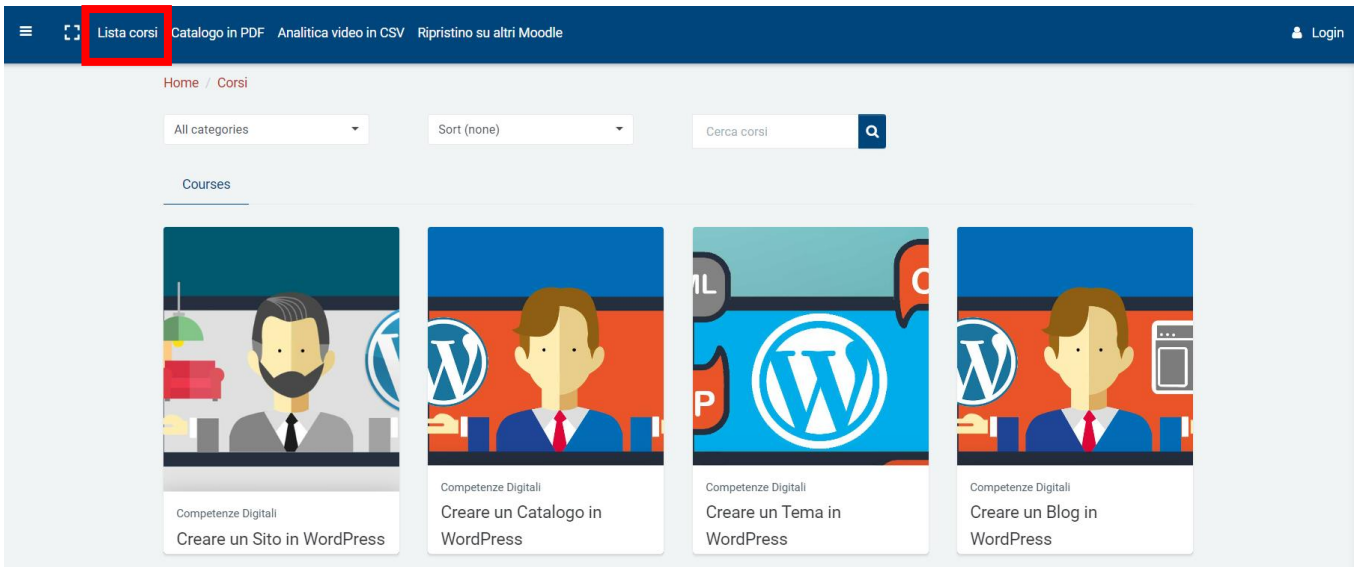 Lista corsi Catalogo in PDF Analitica video in CSV Ripristino su altri Moodle Login
Home / Corsi
All categories Sort (none) Cerca corsi
Courses
ML
C
P
Competenze Digitali
Creare un Sito in WordPress
Competenze Digitali
Creare un Catalogo in
WordPress
Competenze Digitali
Creare un Tema in
WordPress
Competenze Digitali
Creare un Blog in
WordPress